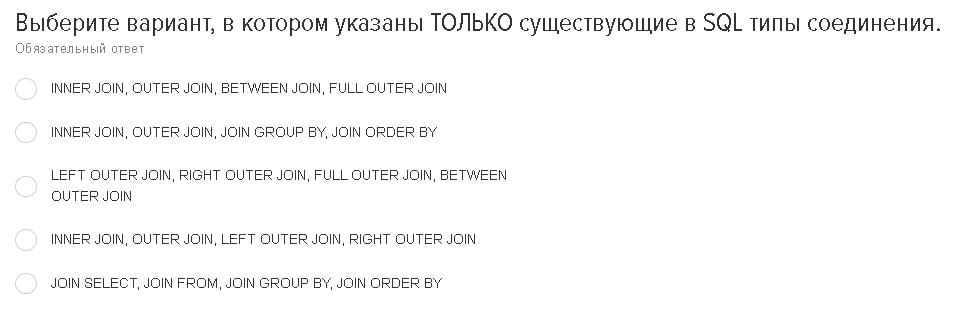 Выберите вариант, в котором указаны ТОЛЬКО существующие в SQL типы соединения.
Обязательный ответ
INNER JOIN, OUTER JOIN, BETWEEN JOIN, FULL OUTER JOIN
INNER JOIN, OUTER JOIN, JOIN GROUP BY, JOIN ORDER BY
LEFT OUTER JOIN, RIGHT OUTER JOIN, FULL OUTER JOIN, BETWEEN
OUTER JOIN
INNER JOIN, OUTER JOIN, LEFT OUTER JOIN, RIGHT OUTER JOIN
JOIN SELECT, JOIN FROM, JOIN GROUP BY, JOIN ORDER BY